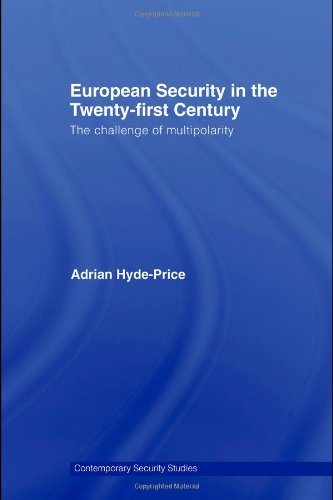 Copyrighted Material
European Security in the
Twenty-first Century
The challenge of multipolarity
Adrian Hyde-Price
Contemporary Security Studies
Copyrighted Material